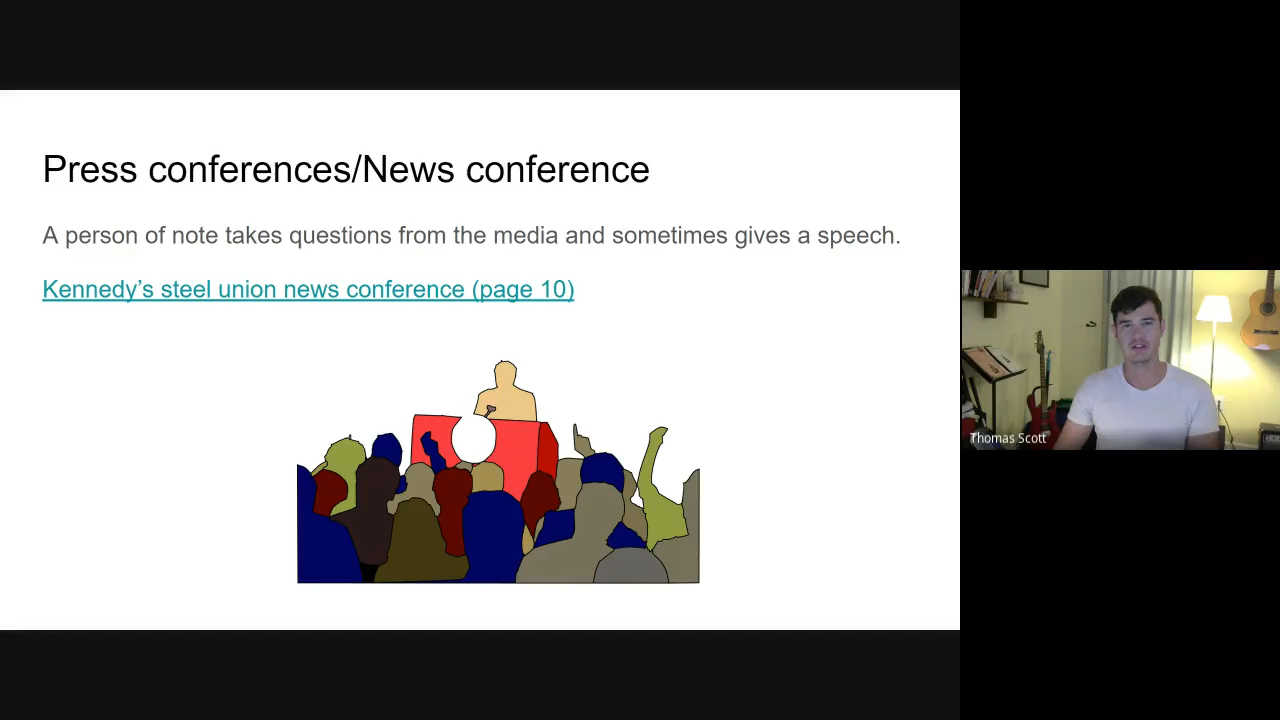 Press conferences/News conference
A person of note takes questions from the media and sometimes gives a speech.
Kennedy’s steel union news conference (page 10)
Thomas Scott